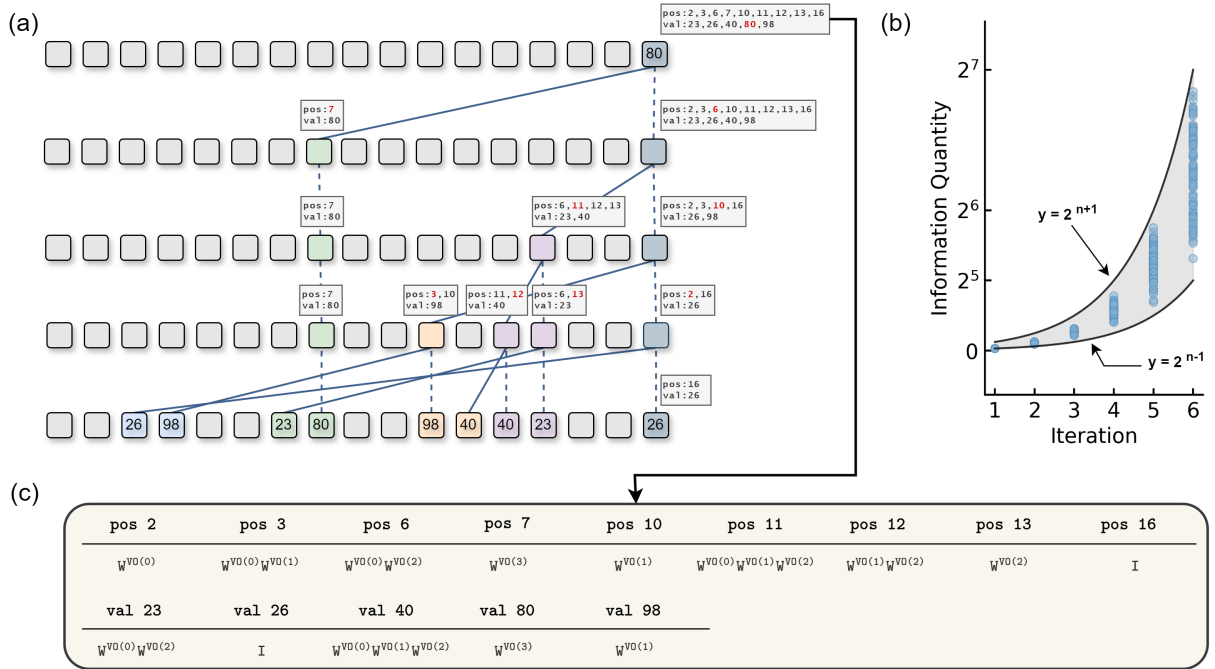 (a)
pos:2,3,6,7,10,11,12,13,16
val:23,26,40,80,98
80
pos:7
val:80
pos:2,3,6,10,11,12,13,16
val:23,26,40,98
pos:7
val:80
pos:6,11,12,13
val:23,40
pos:2,3,10,16
val:26,98
pos:7
val:80
pos:3,10
val:98
pos:11,12
val:40
pos:6,13
val:23
pos:2,16
val:26
pos:16
val:26
26 98 23 80 98 40 40 23 26
(b)
Information Quantity
2^7
2^6
2^5
0
y = 2^{n+1}
y = 2^{n-1}
1 2 3 4 5 6
Iteration
(c)
pos 2 pos 3 pos 6 pos 7 pos 10 pos 11 pos 12 pos 13 pos 16
W^{VO(0)} W^{VO(0)}W^{VO(1)} W^{VO(0)}W^{VO(2)} W^{VO(3)} W^{VO(1)} W^{VO(0)}W^{VO(1)}W^{VO(2)} W^{VO(1)}W^{VO(2)} W^{VO(2)} I
val 23 val 26 val 40 val 80 val 98
W^{VO(0)}W^{VO(2)} I W^{VO(0)}W^{VO(1)}W^{VO(2)} W^{VO(3)} W^{VO(1)}